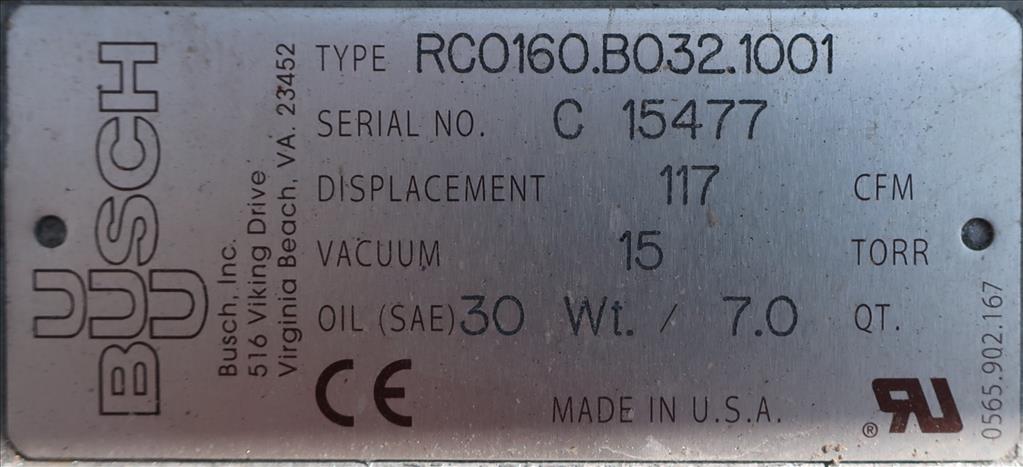 BUSCH
U U
Busch, Inc.
516 Viking Drive
Virginia Beach, VA. 23452
TYPE RC0160.B032.1001
SERIAL NO. C 15477
DISPLACEMENT 117 CFM
VACUUM 15 TORR
OIL (SAE) 30 Wt. / 7.0 QT.
CE
MADE IN U.S.A.
RU ®
0565.902.167